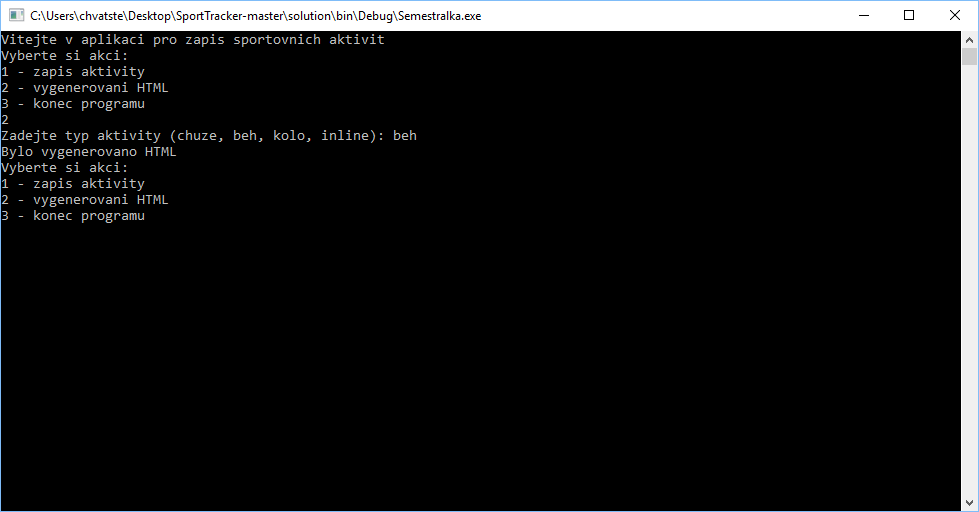 C:\Users\chvatste\Desktop\SportTracker-master\solution\bin\Debug\Semestralka.exe
Vitejte v aplikaci pro zapis sportovnich aktivit
Vyberte si akci:
1 - zapis aktivity
2 - vygenerovani HTML
3 - konec programu
2
Zadejte typ aktivity (chuze, beh, kolo, inline): beh
Bylo vygenerovano HTML
Vyberte si akci:
1 - zapis aktivity
2 - vygenerovani HTML
3 - konec programu